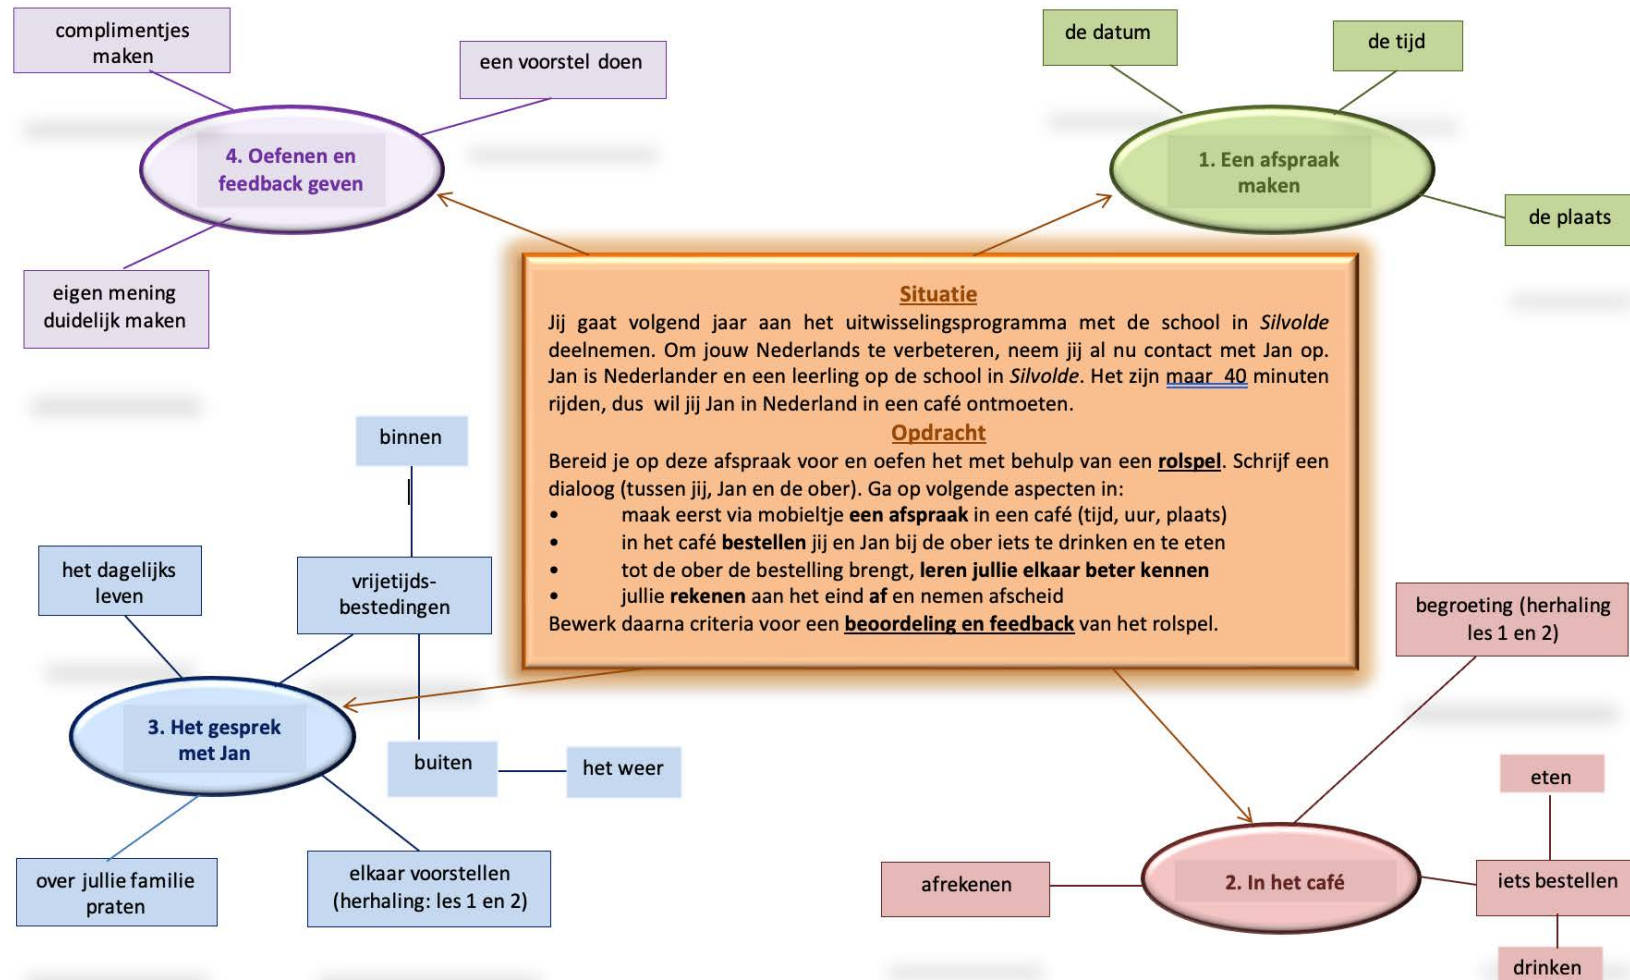 complimentjes
maken
een voorstel doen
4. Oefenen en
feedback geven
eigen mening
duidelijk maken
de datum
de tijd
1. Een afspraak
maken
de plaats
Situatie
Jij gaat volgend jaar aan het uitwisselingsprogramma met de school in Silvolde
deelnemen. Om jouw Nederlands te verbeteren, neem jij al nu contact met Jan op.
Jan is Nederlander en een leerling op de school in Silvolde. Het zijn maar 40 minuten
rijden, dus wil jij Jan in Nederland in een café ontmoeten.
Opdracht
Bereid je op deze afspraak voor en oefen het met behulp van een rolspel. Schrijf een
dialoog (tussen jij, Jan en de ober). Ga op volgende aspecten in:
• maak eerst via mobieltje een afspraak in een café (tijd, uur, plaats)
• in het café bestellen jij en Jan bij de ober iets te drinken en te eten
• tot de ober de bestelling brengt, leren jullie elkaar beter kennen
• jullie rekenen aan het eind af en nemen afscheid
Bewerk daarna criteria voor een beoordeling en feedback van het rolspel.
binnen
het dagelijks
leven
vrijetijds-
bestedingen
3. Het gesprek
met Jan
buiten
het weer
over jullie familie
praten
elkaar voorstellen
(herhaling: les 1 en 2)
begroeting (herhaling
les 1 en 2)
eten
afrekenen
2. In het café
iets bestellen
drinken